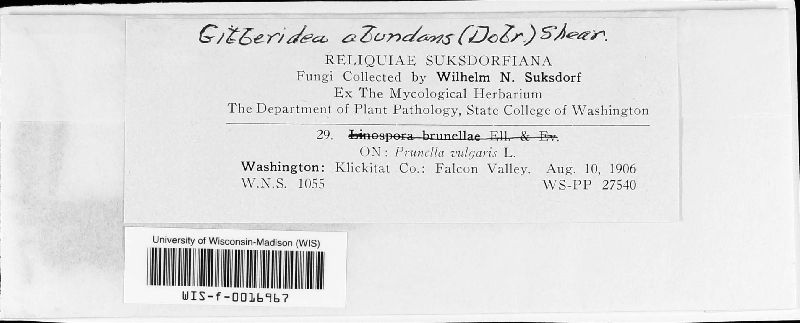 Gibberidea abundans (Dobr) Shear.
RELIQUIAE SUKSDORFIANA
Fungi Collected by Wilhelm N. Suksdorf
Ex The Mycological Herbarium
The Department of Plant Pathology, State College of Washington
29. Linospora brunellae Ell. & Ev.
ON: Prunella vulgaris L.
Washington: Klickitat Co.: Falcon Valley. Aug. 10, 1906
W.N.S. 1055 WS-PP 27540
University of Wisconsin-Madison (WIS)
WIS-f-0016967